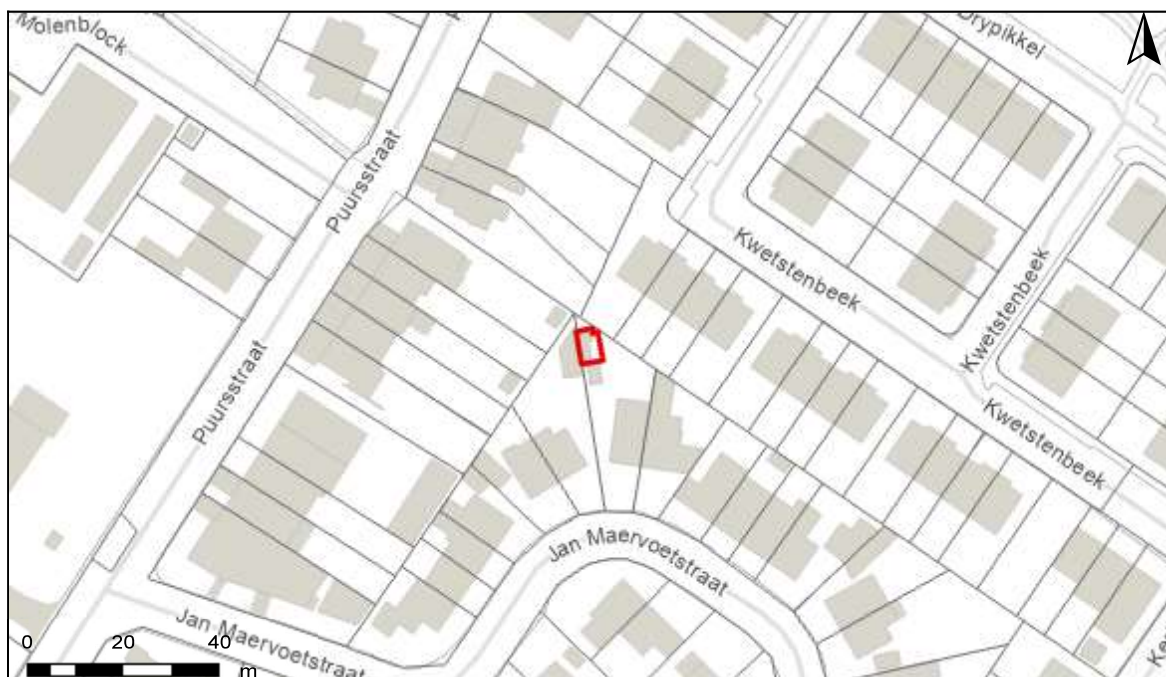 Molenblock
Drypikkel
Puursstraat
Kwetstenbeek
Kwetstenbeek
Puursstraat
Kwetstenbeek
Jan Maervoetstraat
Jan Maervoetstraat
0 20 40
m